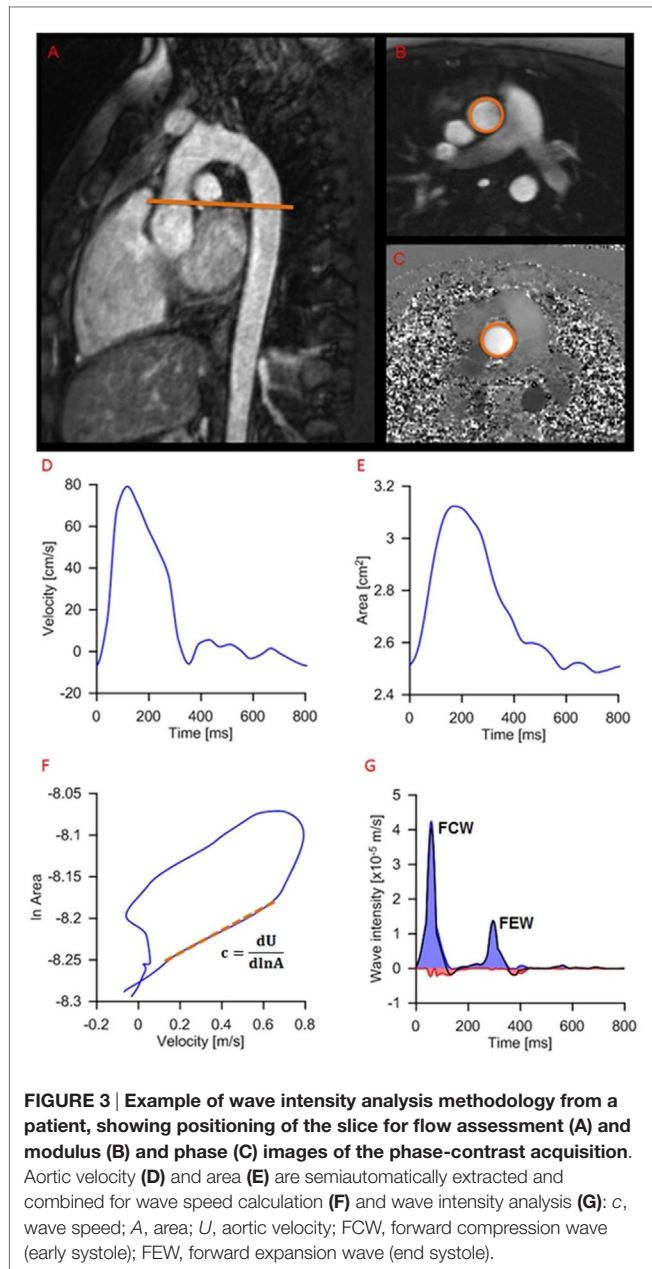 A
B
C
D
E
Velocity [cm/s]
80
60
40
20
0
-20
0 200 400 600 800
Time [ms]
Area [cm²]
3.2
3.0
2.8
2.6
2.4
0 200 400 600 800
Time [ms]
F
G
ln Area
-8.05
-8.1
-8.15
-8.2
-8.25
-8.3
c = dU/dlnA
-0.2 0 0.2 0.4 0.6 0.8
Velocity [m/s]
Wave intensity [x10⁻⁵ m/s]
5
4
3
2
1
0
-1
FCW
FEW
0 200 400 600 800
Time [ms]
FIGURE 3 | Example of wave intensity analysis methodology from a
patient, showing positioning of the slice for flow assessment (A) and
modulus (B) and phase (C) images of the phase-contrast acquisition.
Aortic velocity (D) and area (E) are semiautomatically extracted and
combined for wave speed calculation (F) and wave intensity analysis (G): c,
wave speed; A, area; U, aortic velocity; FCW, forward compression wave
(early systole); FEW, forward expansion wave (end systole).